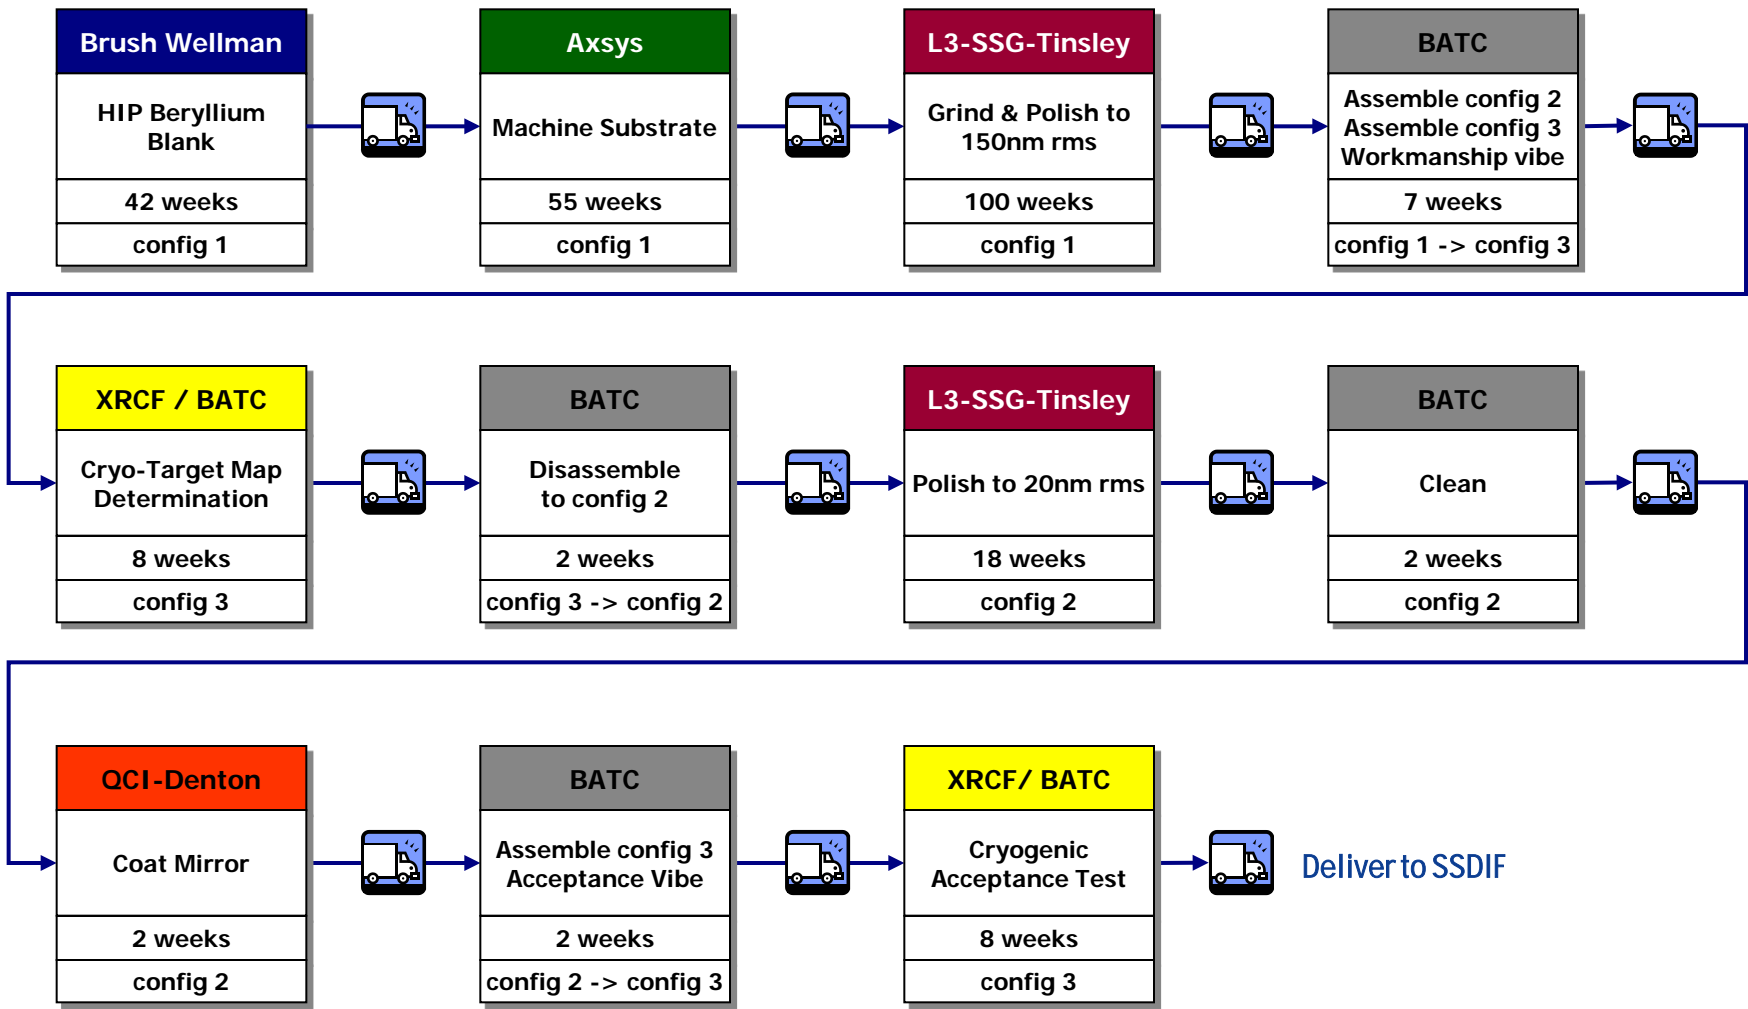 Brush Wellman
HIP Beryllium
Blank
42 weeks
config 1
Axsys
Machine Substrate
55 weeks
config 1
L3-SSG-Tinsley
Grind & Polish to
150nm rms
100 weeks
config 1
BATC
Assemble config 2
Assemble config 3
Workmanship vibe
7 weeks
config 1 -> config 3
XRCF / BATC
Cryo-Target Map
Determination
8 weeks
config 3
BATC
Disassemble
to config 2
2 weeks
config 3 -> config 2
L3-SSG-Tinsley
Polish to 20nm rms
18 weeks
config 2
BATC
Clean
2 weeks
config 2
QCI-Denton
Coat Mirror
2 weeks
config 2
BATC
Assemble config 3
Acceptance Vibe
2 weeks
config 2 -> config 3
XRCF/ BATC
Cryogenic
Acceptance Test
8 weeks
config 3
Deliver to SSDIF